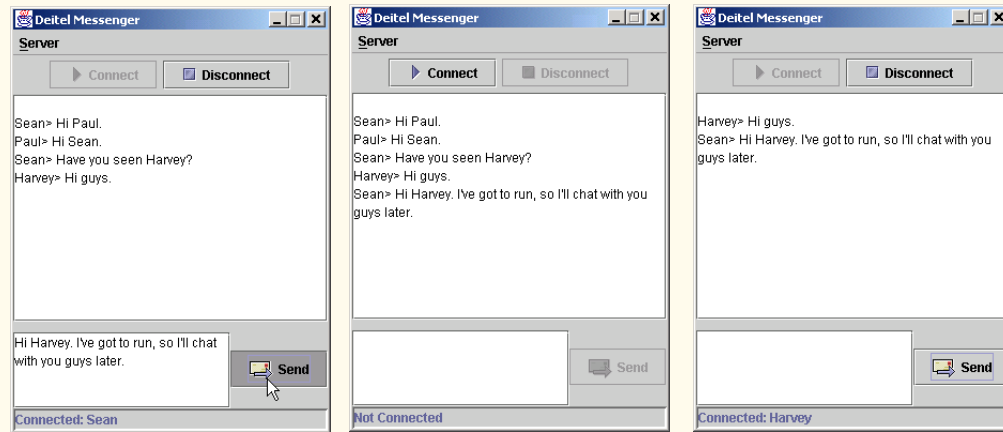 Deitel Messenger
Server
Connect Disconnect
Sean> Hi Paul.
Paul> Hi Sean.
Sean> Have you seen Harvey?
Harvey> Hi guys.
Hi Harvey. I've got to run, so I'll chat
with you guys later.
Send
Connected: Sean
Deitel Messenger
Server
Connect Disconnect
Sean> Hi Paul.
Paul> Hi Sean.
Sean> Have you seen Harvey?
Harvey> Hi guys.
Sean> Hi Harvey. I've got to run, so I'll chat with you
guys later.
Send
Not Connected
Deitel Messenger
Server
Connect Disconnect
Harvey> Hi guys.
Sean> Hi Harvey. I've got to run, so I'll chat with you
guys later.
Send
Connected: Harvey